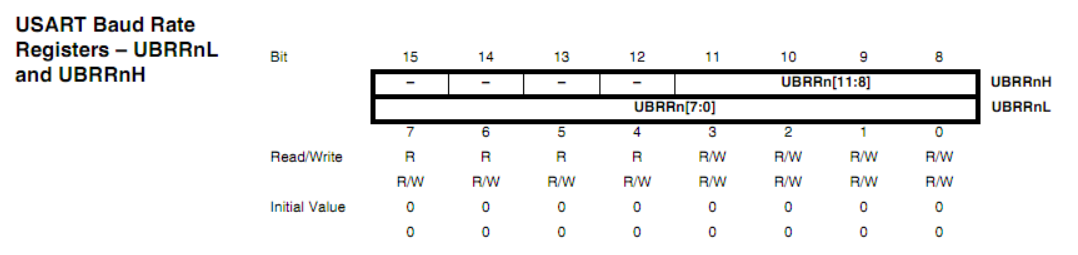 USART Baud Rate
Registers – UBRRnL
and UBRRnH
Bit 15 14 13 12 11 10 9 8
– – – – UBRRn[11:8] UBRRnH
UBRRn[7:0] UBRRnL
7 6 5 4 3 2 1 0
Read/Write R R R R R/W R/W R/W R/W
R/W R/W R/W R/W R/W R/W R/W R/W
Initial Value 0 0 0 0 0 0 0 0
0 0 0 0 0 0 0 0